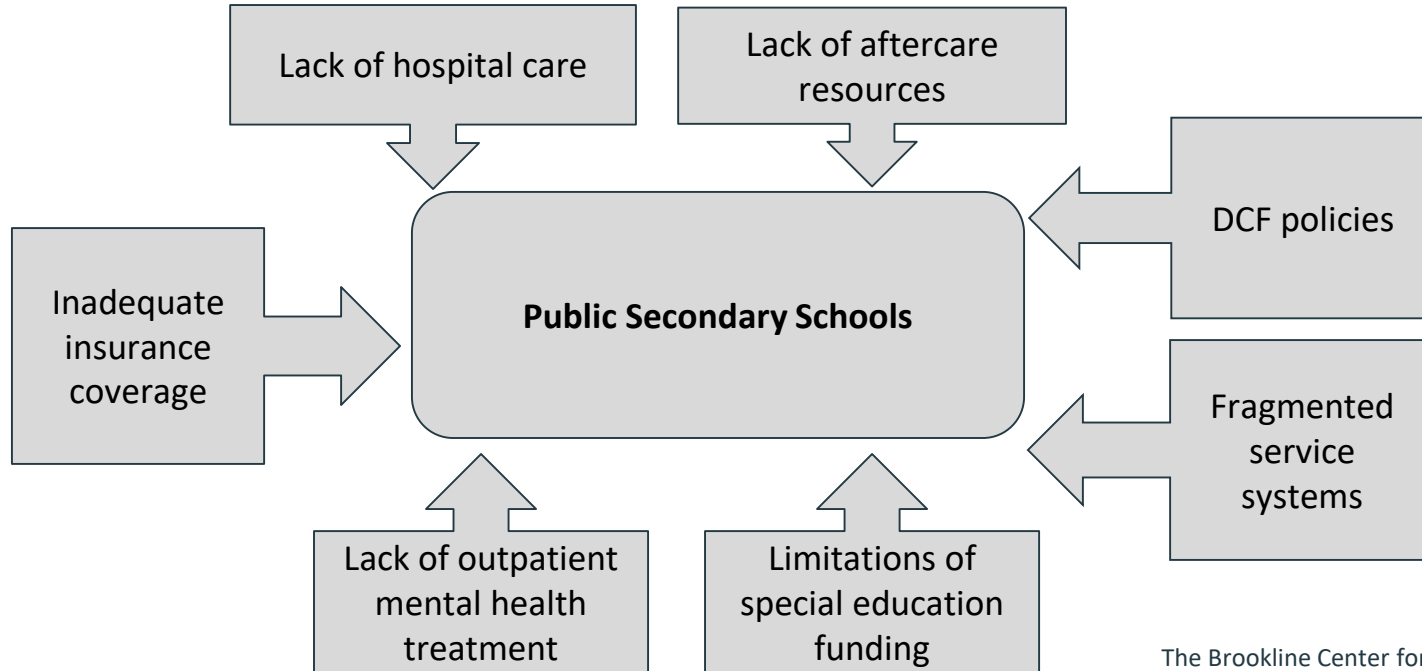 Lack of hospital care
Lack of aftercare
resources
DCF policies
Inadequate
insurance
coverage
Public Secondary Schools
Fragmented
service
systems
Lack of outpatient
mental health
treatment
Limitations of
special education
funding
The Brookline Center for